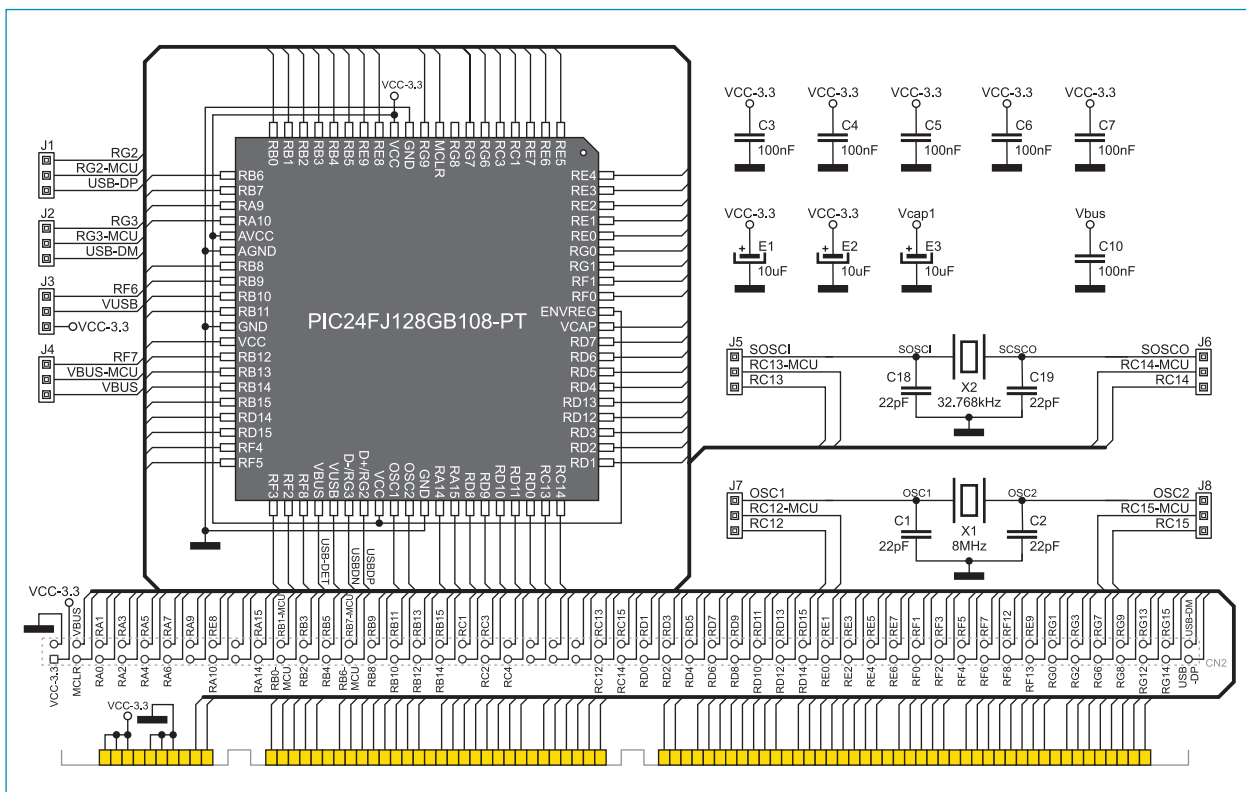 VCC-3.3
RB0
RB1
RB2
RB3
RB4
RB5
RE9
RE8
VCC
GND
RG9
MCLR
RG8
RG7
RG6
RC3
RC1
RE7
RE6
RE5
J1
RG2
RG2-MCU
USB-DP
J2
RG3
RG3-MCU
USB-DM
J3
RF6
VUSB
VCC-3.3
J4
RF7
VBUS-MCU
VBUS
RB6
RB7
RA9
RA10
AVCC
AGND
RB8
RB9
RB10
RB11
GND
VCC
RB12
RB13
RB14
RB15
RD14
RD15
RF4
RF5
PIC24FJ128GB108-PT
RE4
RE3
RE2
RE1
RE0
RG0
RG1
RF1
RF0
ENVREG
VCAP
RD7
RD6
RD5
RD4
RD13
RD12
RD3
RD2
RD1
RF3
RF2
RF8
VBUS
VUSB
D-/RG3
D+/RG2
VCC
OSC1
OSC2
GND
RA14
RA15
RD8
RD9
RD10
RD11
RD0
RC13
RC14
USB-DET
USBDN
USBDP
VCC-3.3
C3
100nF
VCC-3.3
C4
100nF
VCC-3.3
C5
100nF
VCC-3.3
C6
100nF
VCC-3.3
C7
100nF
VCC-3.3
+
E1
10uF
VCC-3.3
+
E2
10uF
Vcap1
+
E3
10uF
Vbus
C10
100nF
J5
SOSCI
RC13-MCU
RC13
SOSCI
SCSCO
C18
22pF
X2
32.768kHz
C19
22pF
J6
SOSCO
RC14-MCU
RC14
J7
OSC1
RC12-MCU
RC12
OSC1
OSC2
C1
22pF
X1
8MHz
C2
22pF
J8
OSC2
RC15-MCU
RC15
VCC-3.3
VBUS
RA1
RA3
RA5
RA7
RA9
RE8
RA15
RB1-MCU
RB3
RB5
RB7-MCU
RB9
RB11
RB13
RB15
RC1
RC3
RC13
RC15
RD1
RD3
RD5
RD7
RD9
RD11
RD13
RD15
RE1
RE3
RE5
RE7
RF1
RF3
RF5
RF7
RF12
RE9
RG1
RG3
RG7
RG9
RG13
RG15
USB-DM
VCC-3.3
MCLR
RA0
RA2
RA4
RA6
RA10
RA14
RB0-MCU
RB2
RB4
RB6-MCU
RB8
RB10
RB12
RB14
RC2
RC4
RC12
RC14
RD0
RD2
RD4
RD6
RD8
RD10
RD12
RD14
RE0
RE2
RE4
RE6
RF0
RF2
RF4
RF6
RF8
RF13
RG0
RG2
RG6
RG8
RG12
RG14
USB-DP
CN2
VCC-3.3